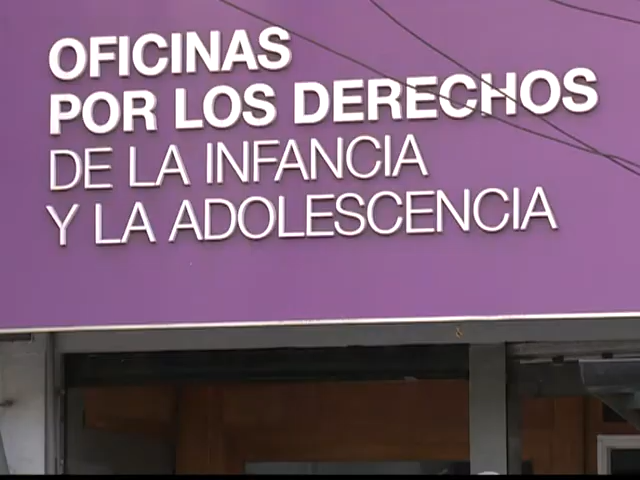 OFICINAS
POR LOS DERECHOS
DE LA INFANCIA
Y LA ADOLESCENCIA